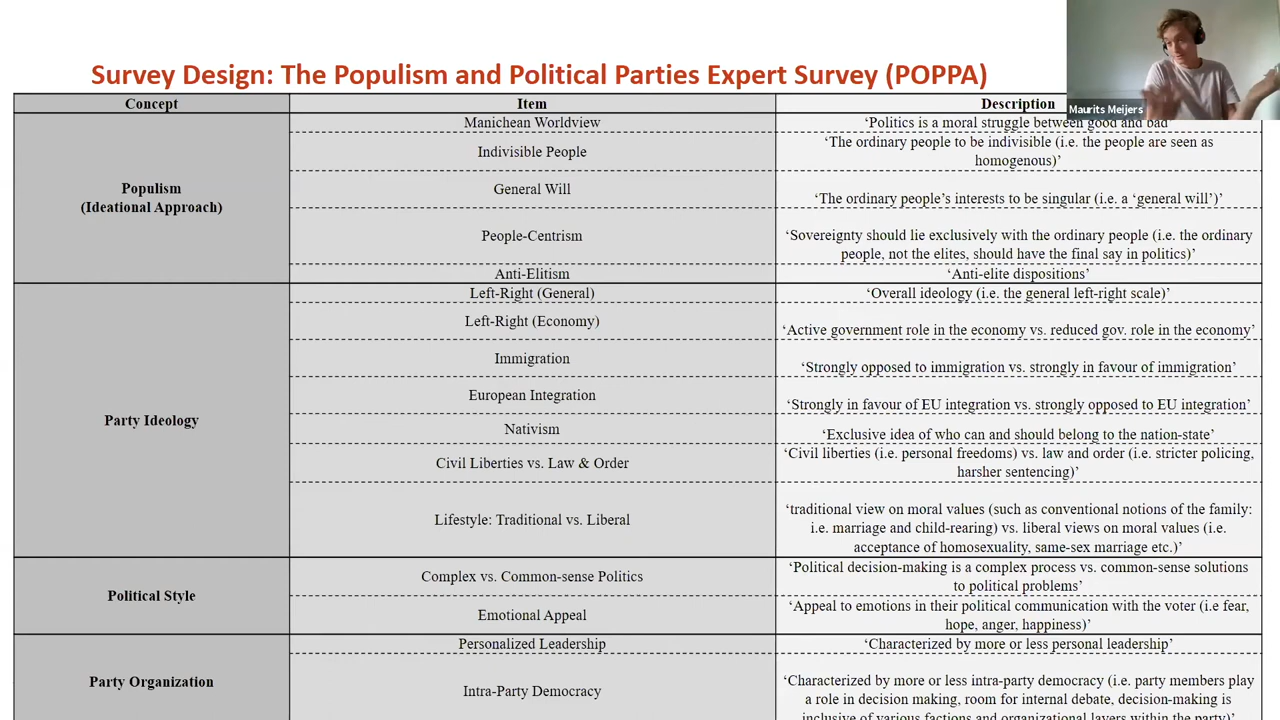 Survey Design: The Populism and Political Parties Expert Survey (POPPA)
Maurits Meijers
Concept Item Description
Populism
(Ideational Approach)
Manichean Worldview
‘Politics is a moral struggle between good and bad’
Indivisible People
‘The ordinary people to be indivisible (i.e. the people are seen as
homogenous)’
General Will
‘The ordinary people’s interests to be singular (i.e. a ‘general will’)’
People-Centrism
‘Sovereignty should lie exclusively with the ordinary people (i.e. the ordinary
people, not the elites, should have the final say in politics)’
Anti-Elitism
‘Anti-elite dispositions’
Party Ideology
Left-Right (General)
‘Overall ideology (i.e. the general left-right scale)’
Left-Right (Economy)
‘Active government role in the economy vs. reduced gov. role in the economy’
Immigration
‘Strongly opposed to immigration vs. strongly in favour of immigration’
European Integration
‘Strongly in favour of EU integration vs. strongly opposed to EU integration’
Nativism
‘Exclusive idea of who can and should belong to the nation-state’
Civil Liberties vs. Law & Order
‘Civil liberties (i.e. personal freedoms) vs. law and order (i.e. stricter policing,
harsher sentencing)’
Lifestyle: Traditional vs. Liberal
‘traditional view on moral values (such as conventional notions of the family:
i.e. marriage and child-rearing) vs. liberal views on moral values (i.e.
acceptance of homosexuality, same-sex marriage etc.)’
Political Style
Complex vs. Common-sense Politics
‘Political decision-making is a complex process vs. common-sense solutions
to political problems’
Emotional Appeal
‘Appeal to emotions in their political communication with the voter (i.e fear,
hope, anger, happiness)’
Party Organization
Personalized Leadership
‘Characterized by more or less personal leadership’
Intra-Party Democracy
‘Characterized by more or less intra-party democracy (i.e. party members play
a role in decision making, room for internal debate, decision-making is
inclusive of various factions and organizational layers within the party)’